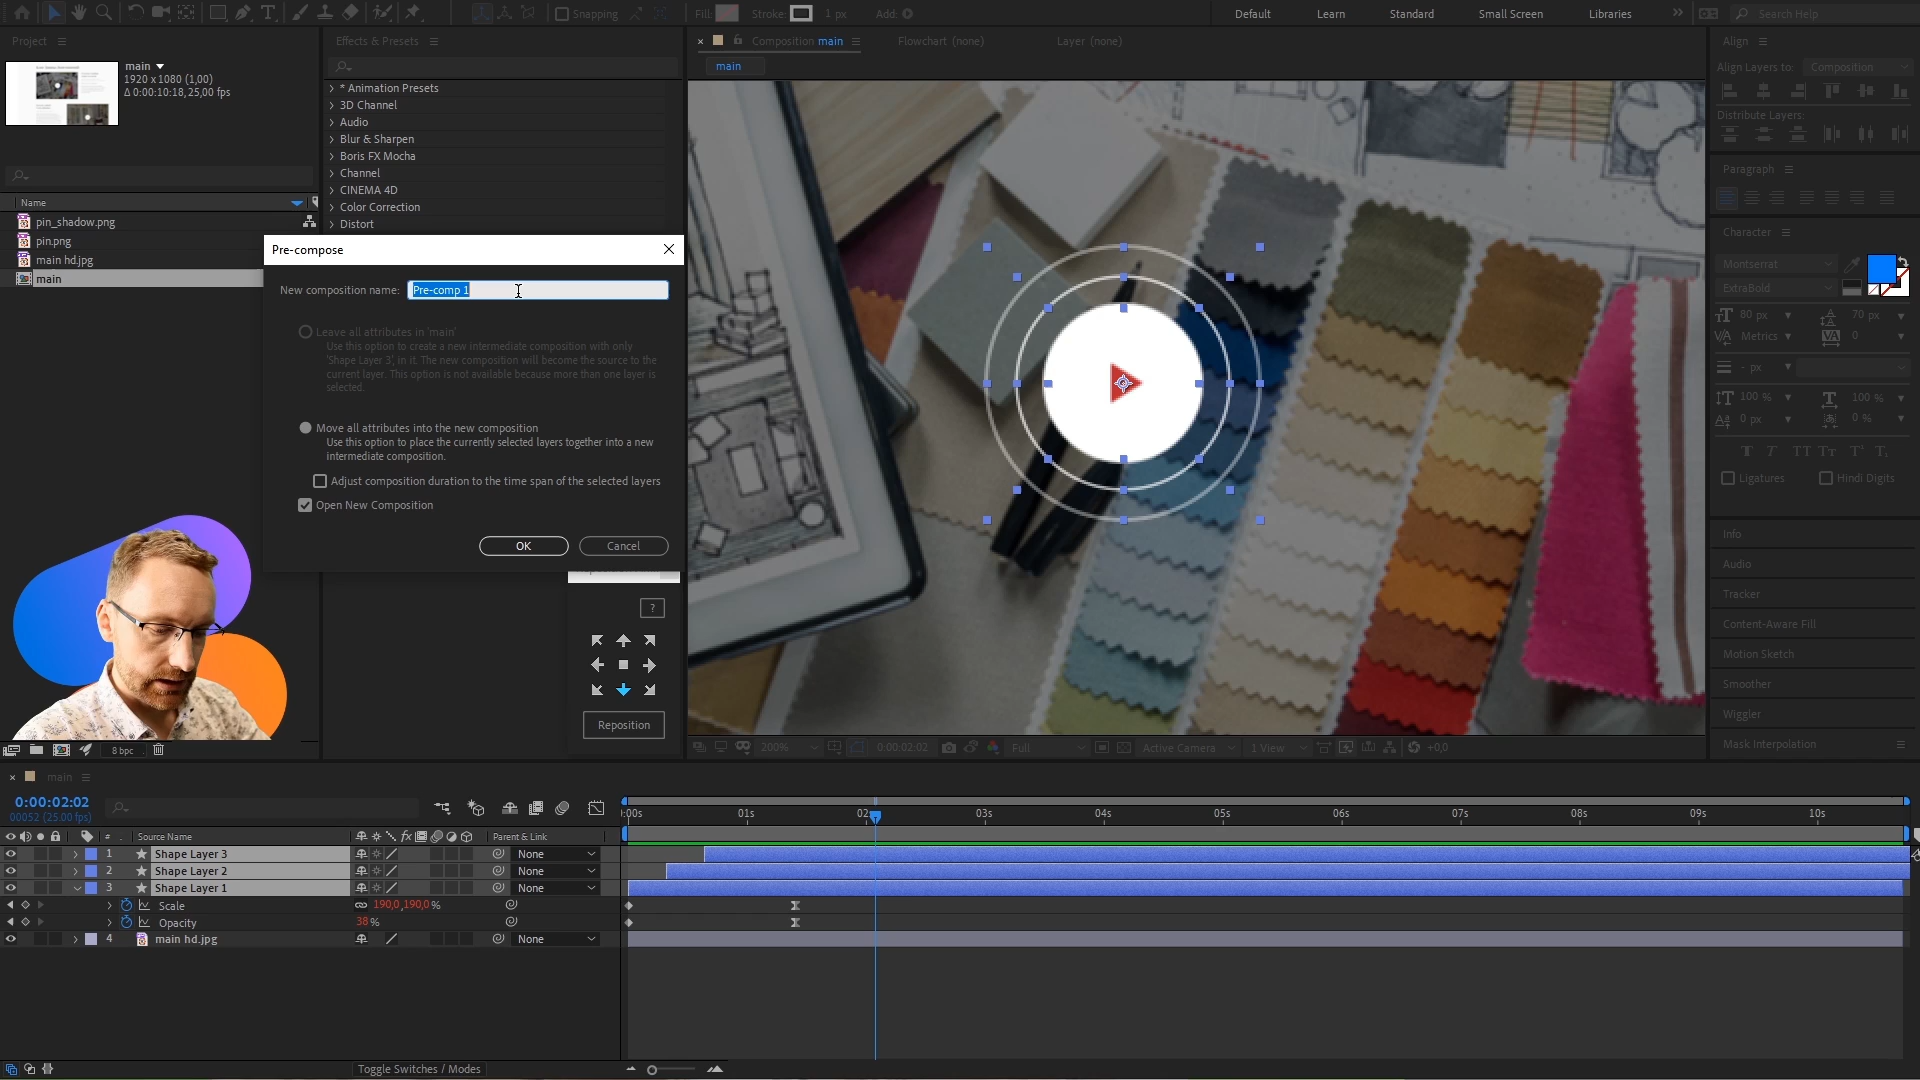 Snapping
Fill:
Stroke:
1 px
Add:
Default
Learn
Standard
Small Screen
Libraries
Search Help
Project
main
1920 x 1080 (1,00)
Δ 0:00:10:18, 25,00 fps
Name
pin_shadow.png
pin.png
main hd.jpg
main
8 bpc
Effects & Presets
* Animation Presets
3D Channel
Audio
Blur & Sharpen
Boris FX Mocha
Channel
CINEMA 4D
Color Correction
Distort
Pre-compose
New composition name: Pre-comp 1
Leave all attributes in 'main'
Use this option to create a new intermediate composition with only
'Shape Layer 3', in it. The new composition will become the source to the
current layer. This option is not available because more than one layer is
selected.
Move all attributes into the new composition
Use this option to place the currently selected layers together into a new
intermediate composition.
Adjust composition duration to the time span of the selected layers
Open New Composition
OK
Cancel
?
Reposition
Composition main
Flowchart (none)
Layer (none)
main
200%
0:00:02:02
Full
Active Camera
1 View
+0,0
Align
Align Layers to: Composition
Distribute Layers:
Paragraph
Character
Montserrat
ExtraBold
80 px
70 px
Metrics
0
- px
100 %
100 %
0 px
0 %
Ligatures
Hindi Digits
Info
Audio
Tracker
Content-Aware Fill
Motion Sketch
Smoother
Wiggler
Mask Interpolation
main
0:00:02:02
00052 (25.00 fps)
:00s
01s
02
03s
04s
05s
06s
07s
08s
09s
10s
#
Source Name
Parent & Link
1 Shape Layer 3 None
2 Shape Layer 2 None
3 Shape Layer 1 None
Scale 190,0,190,0%
Opacity 38%
4 main hd.jpg None
Toggle Switches / Modes